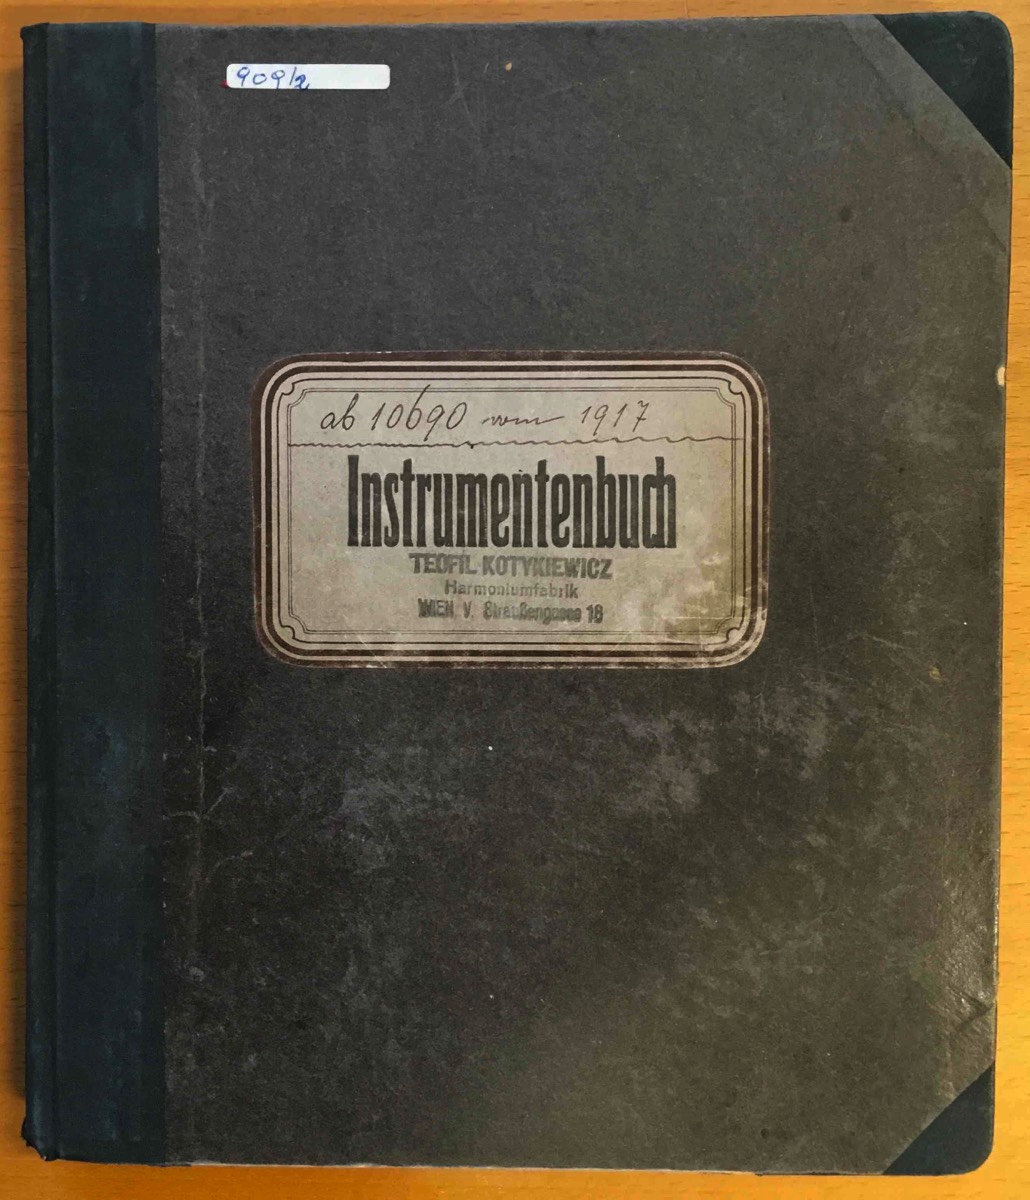 909/2
ab 10690 vom 1917
Instrumentenbuch
TEOFIL KOTYKIEWICZ
Harmoniumfabrik
WIEN, V. Straußengasse 18